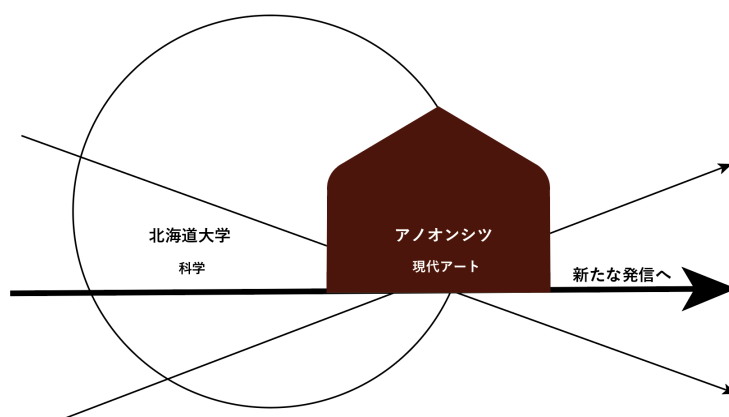 北海道大学
科学
アノオンシツ
現代アート
新たな発信へ